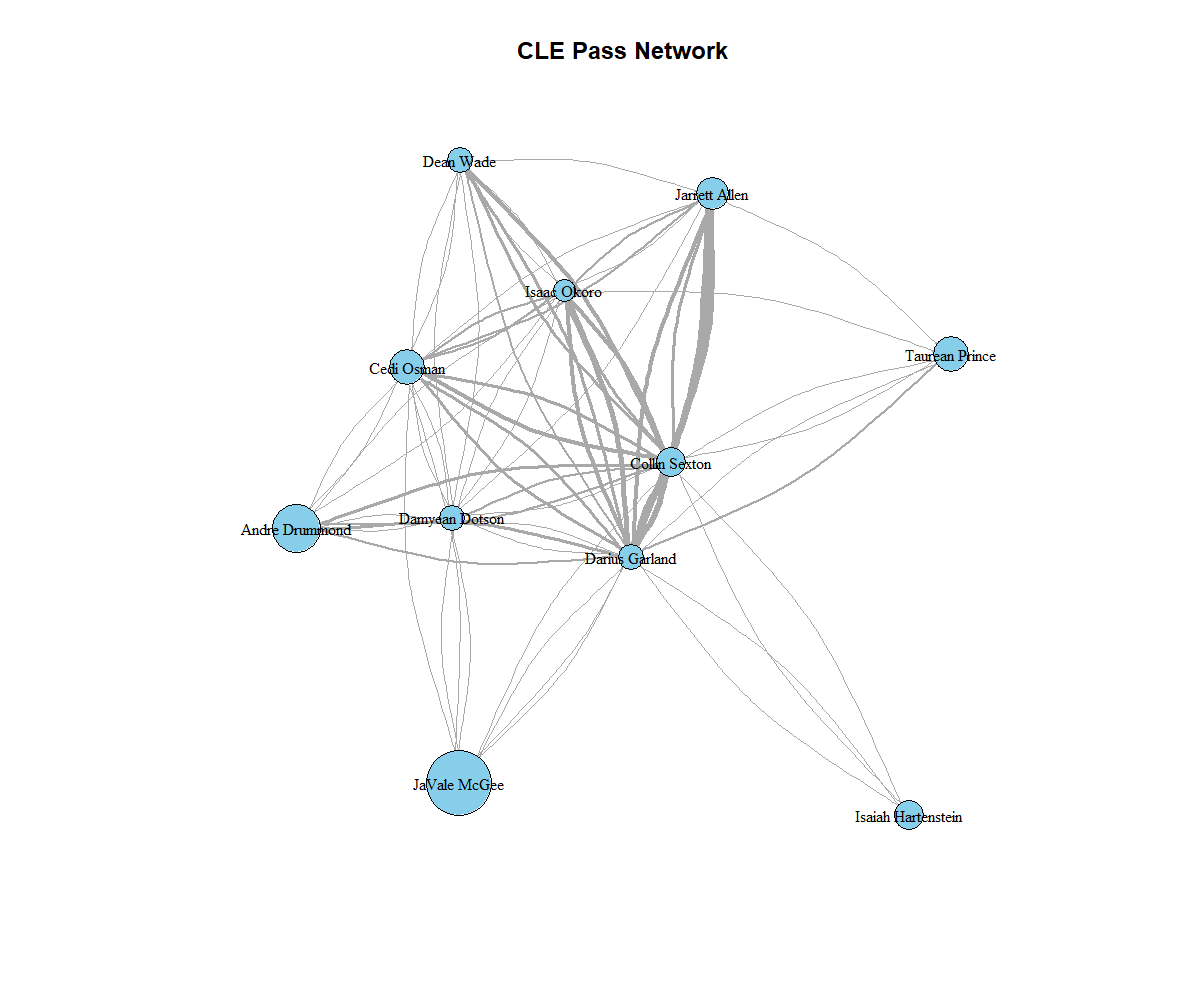 CLE Pass Network
Dean Wade
Jarrett Allen
Isaac Okoro
Taurean Prince
Cedi Osman
Collin Sexton
Damyean Dotson
Andre Drummond
Darius Garland
JaVale McGee
Isaiah Hartenstein